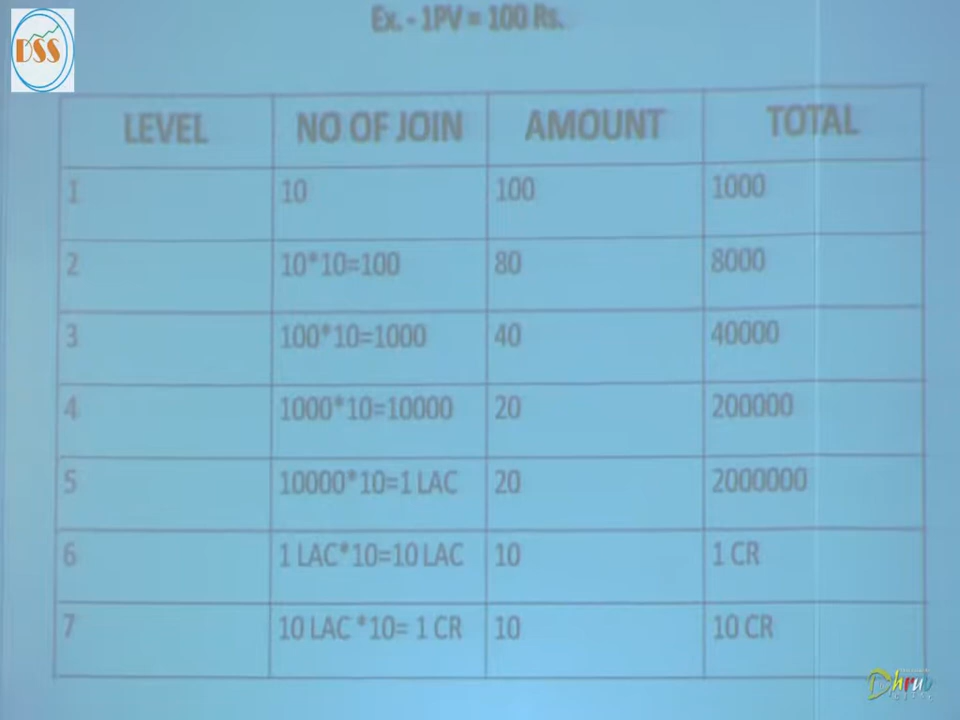 DSS
Ex. - 1PV = 100 Rs.
LEVEL NO OF JOIN AMOUNT TOTAL
1 10 100 1000
2 10*10=100 80 8000
3 100*10=1000 40 40000
4 1000*10=10000 20 200000
5 10000*10=1 LAC 20 2000000
6 1 LAC*10=10 LAC 10 1 CR
7 10 LAC *10= 1 CR 10 10 CR
Dhrub